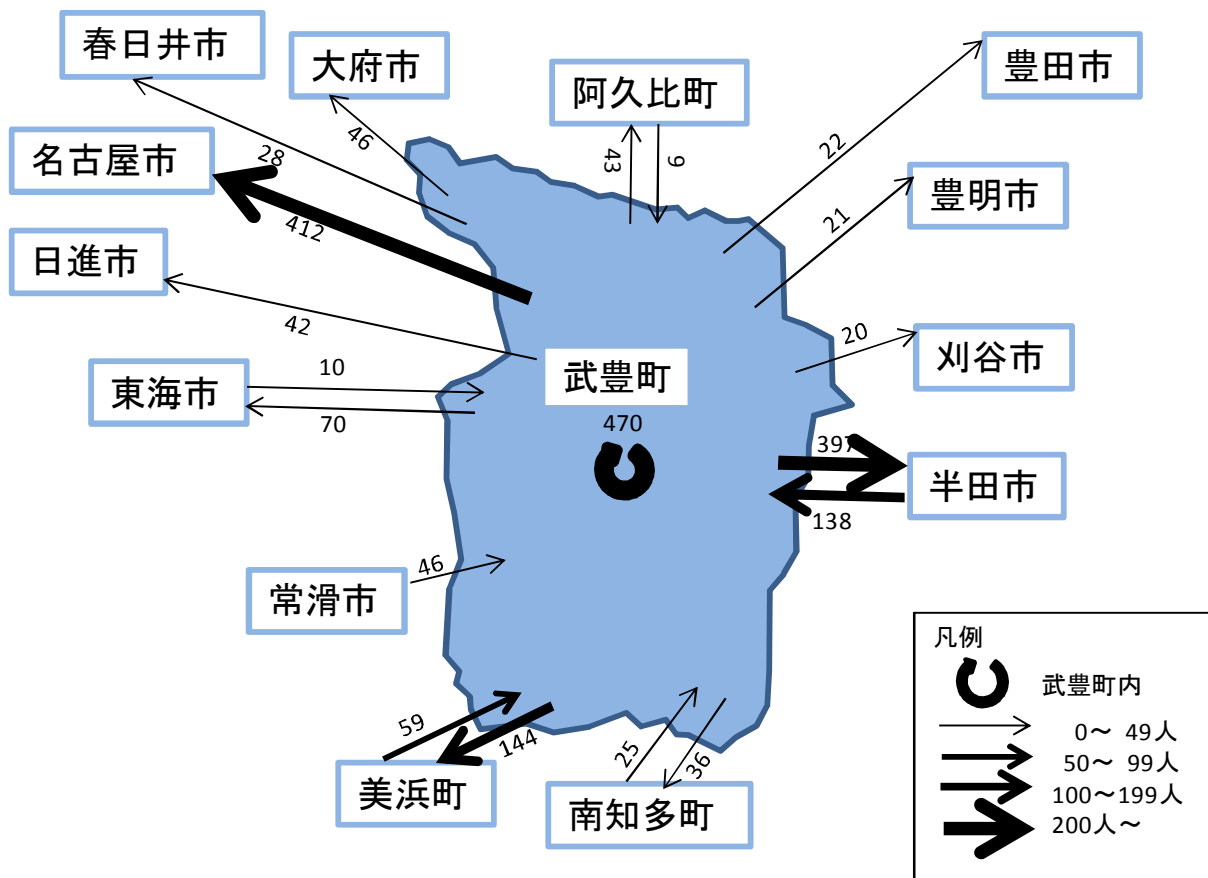 春日井市
大府市
阿久比町
豊田市
名古屋市
28
46
43
9
22
豊明市
412
21
日進市
42
20
刈谷市
東海市
10
70
武豊町
470
397
半田市
138
常滑市
46
59
144
美浜町
25
36
南知多町
凡例
武豊町内
0～ 49人
50～ 99人
100～199人
200人～